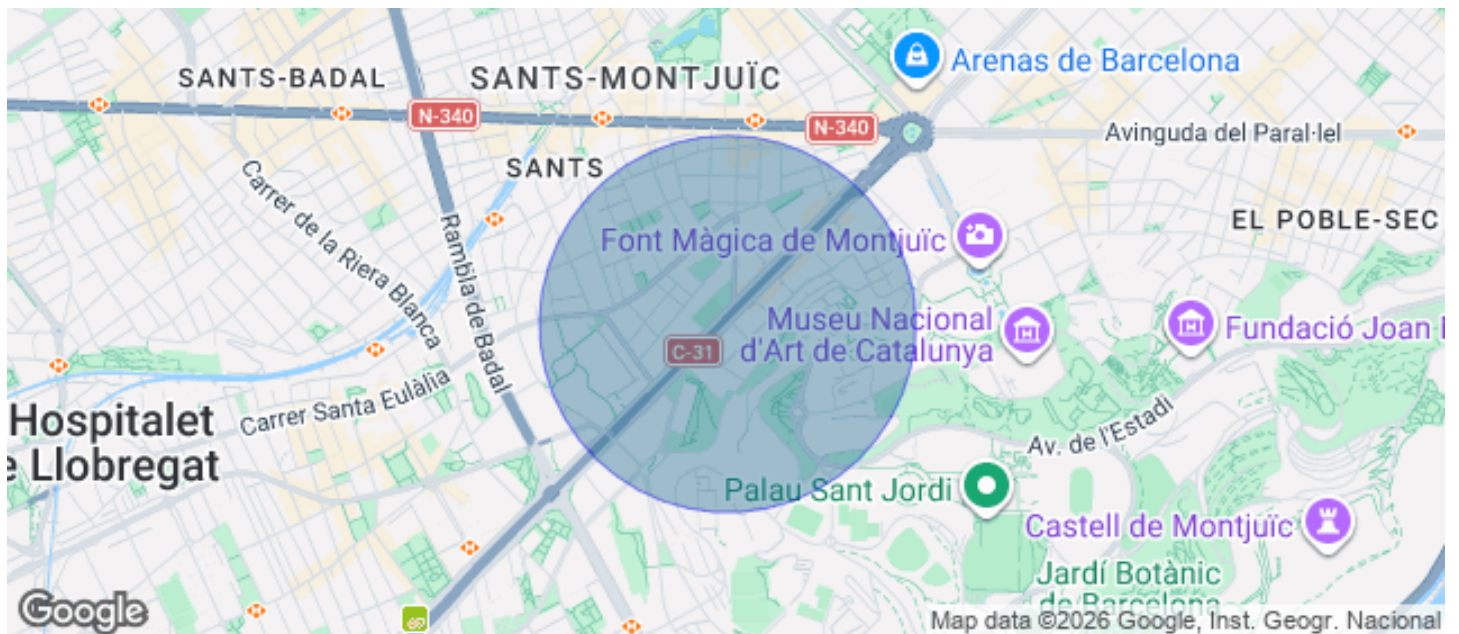 Arenas de Barcelona
SANTS-BADAL
SANTS-MONTJUÏC
N-340
N-340
Avinguda del Paral·lel
SANTS
Carrer de la Riera Blanca
Rambla de Badal
EL POBLE-SEC
Font Màgica de Montjuïc
Museu Nacional
d'Art de Catalunya
C-31
Fundació Joan
Carrer Santa Eulàlia
Hospitalet
Llobregat
Av. de l'Estadi
Palau Sant Jordi
Castell de Montjuïc
Jardí Botànic
de Barcelona
Google
Map data ©2026 Google, Inst. Geogr. Nacional